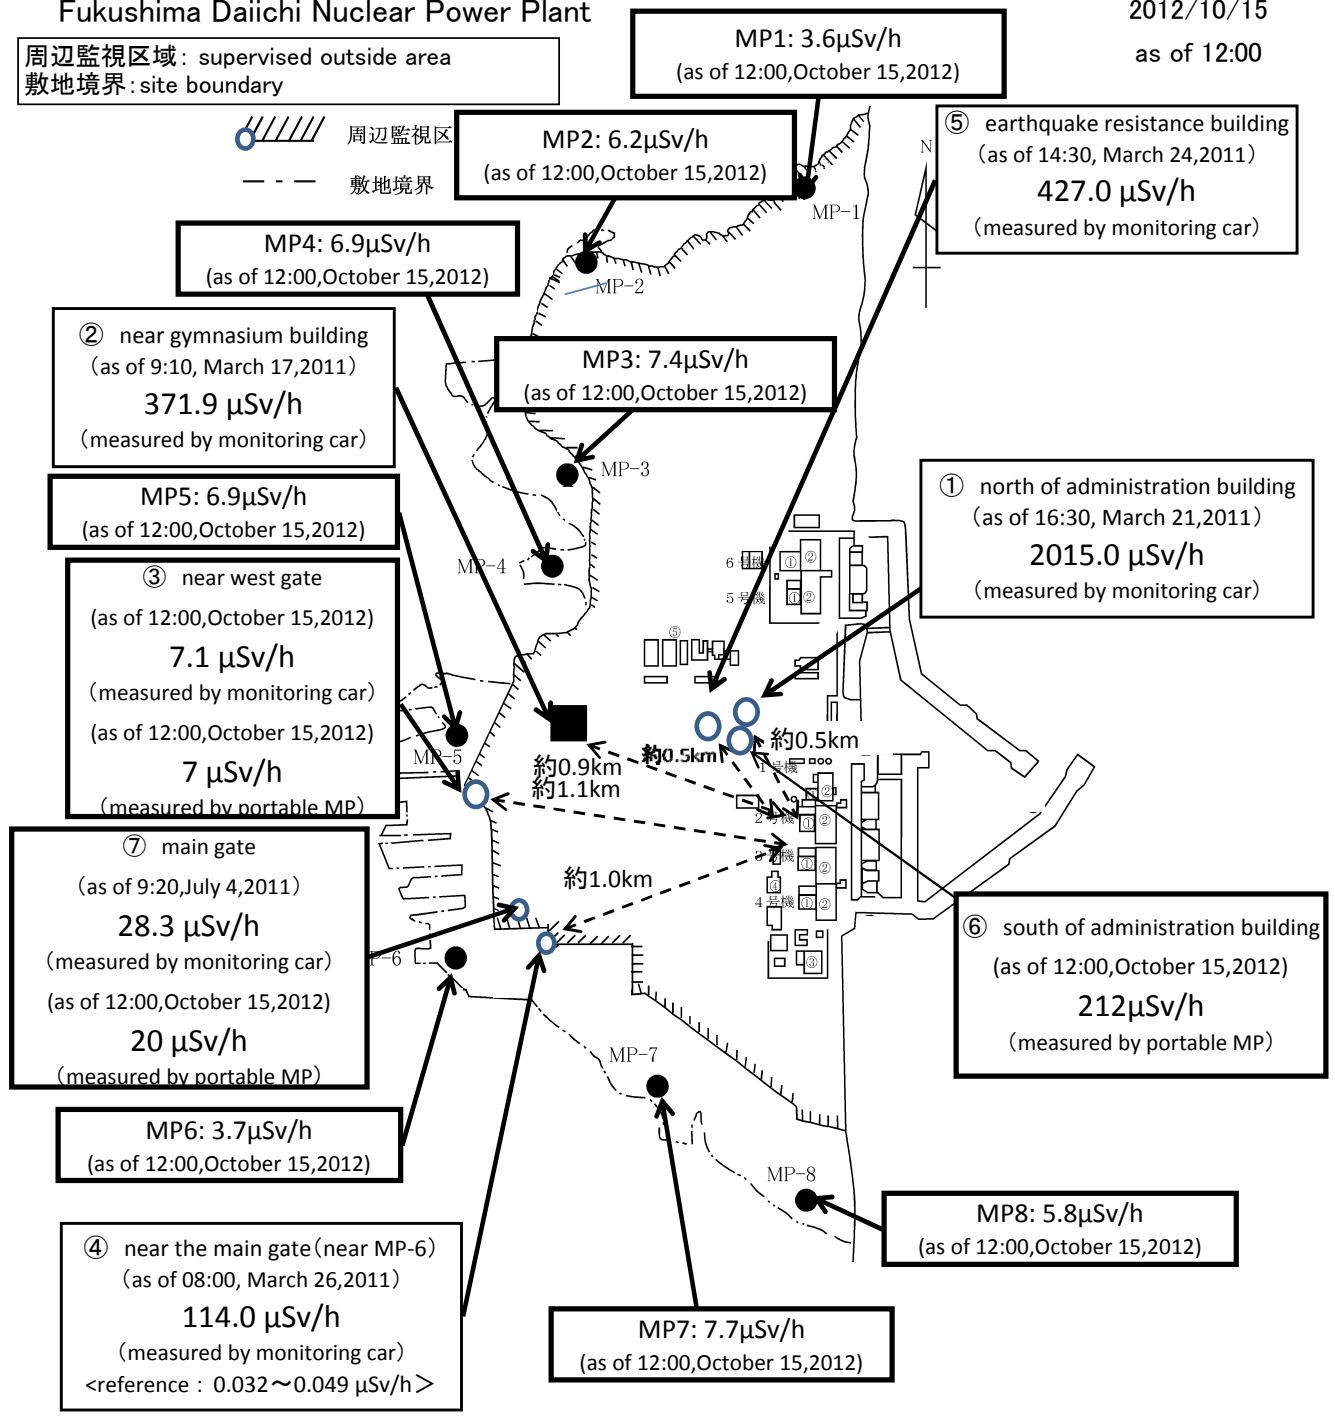 Fukushima Daiichi Nuclear Power Plant
2012/10/15
as of 12:00
周辺監視区域: supervised outside area
敷地境界:site boundary
周辺監視区
敷地境界
MP1: 3.6μSv/h
(as of 12:00,October 15,2012)
MP2: 6.2μSv/h
(as of 12:00,October 15,2012)
⑤ earthquake resistance building
(as of 14:30, March 24,2011)
427.0 μSv/h
(measured by monitoring car)
N
MP-1
MP4: 6.9μSv/h
(as of 12:00,October 15,2012)
MP-2
② near gymnasium building
(as of 9:10, March 17,2011)
371.9 μSv/h
(measured by monitoring car)
MP3: 7.4μSv/h
(as of 12:00,October 15,2012)
MP-3
MP5: 6.9μSv/h
(as of 12:00,October 15,2012)
① north of administration building
(as of 16:30, March 21,2011)
2015.0 μSv/h
(measured by monitoring car)
MP-4
6号機
① ②
5号機
① ②
⑤
③ near west gate
(as of 12:00,October 15,2012)
7.1 μSv/h
(measured by monitoring car)
(as of 12:00,October 15,2012)
7 μSv/h
(measured by portable MP)
MP-5
約0.9km
約1.1km
約0.5km
約0.5km
1号機
②
2号機
① ②
3号機
① ②
④
4号機
① ②
③
約1.0km
⑦ main gate
(as of 9:20,July 4,2011)
28.3 μSv/h
(measured by monitoring car)
(as of 12:00,October 15,2012)
20 μSv/h
(measured by portable MP)
P-6
⑥ south of administration building
(as of 12:00,October 15,2012)
212μSv/h
(measured by portable MP)
MP-7
MP6: 3.7μSv/h
(as of 12:00,October 15,2012)
MP-8
MP8: 5.8μSv/h
(as of 12:00,October 15,2012)
④ near the main gate(near MP-6)
(as of 08:00, March 26,2011)
114.0 μSv/h
(measured by monitoring car)
<reference : 0.032～0.049 μSv/h>
MP7: 7.7μSv/h
(as of 12:00,October 15,2012)